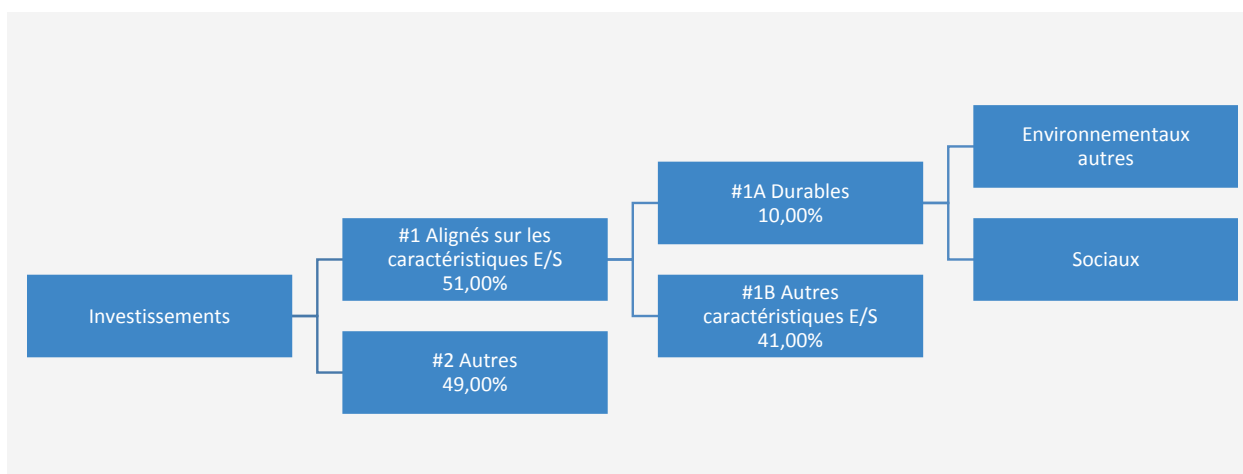 Investissements
#1 Alignés sur les
caractéristiques E/S
51,00%
#2 Autres
49,00%
#1A Durables
10,00%
#1B Autres
caractéristiques E/S
41,00%
Environnementaux
autres
Sociaux